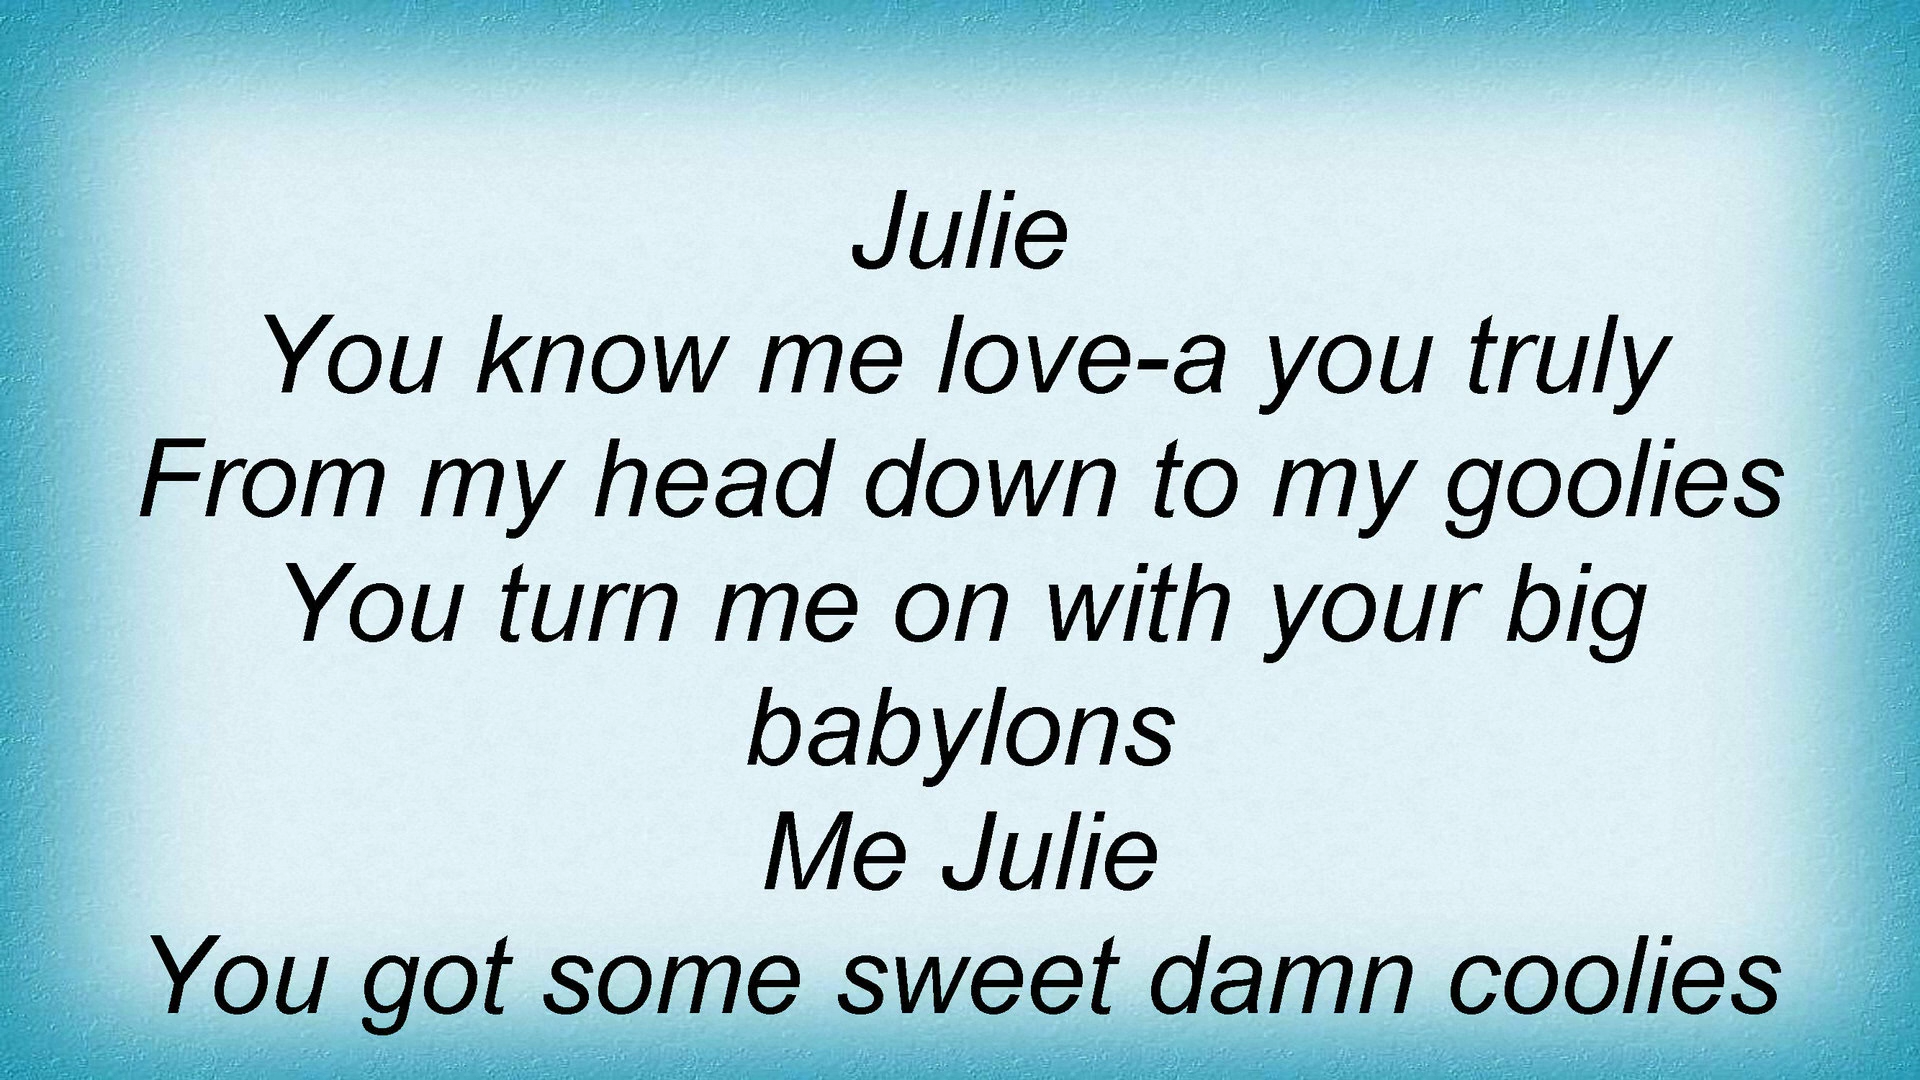 Julie
You know me love-a you truly
From my head down to my goolies
You turn me on with your big
babylons
Me Julie
You got some sweet damn coolies